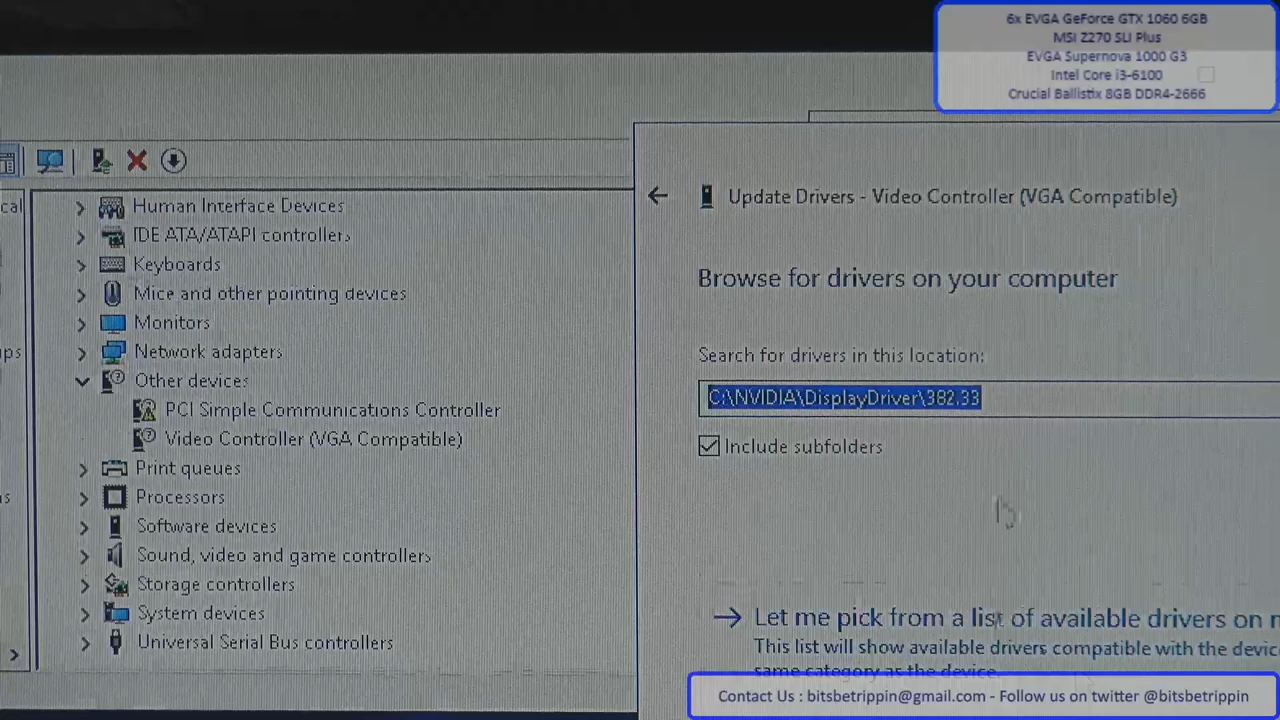 6x EVGA GeForce GTX 1060 6GB
MSI Z270 SLI Plus
EVGA Supernova 1000 G3
Intel Core i3-6100
Crucial Ballistix 8GB DDR4-2666
Human Interface Devices
IDE ATA/ATAPI controllers
Keyboards
Mice and other pointing devices
Monitors
Network adapters
Other devices
PCI Simple Communications Controller
Video Controller (VGA Compatible)
Print queues
Processors
Software devices
Sound, video and game controllers
Storage controllers
System devices
Universal Serial Bus controllers
Update Drivers - Video Controller (VGA Compatible)
Browse for drivers on your computer
Search for drivers in this location:
C:\NVIDIA\DisplayDriver\382.33
Include subfolders
Let me pick from a list of available drivers on
This list will show available drivers compatible with the
same category as the device.
Contact Us : bitsbetrippin@gmail.com - Follow us on twitter @bitsbetrippin